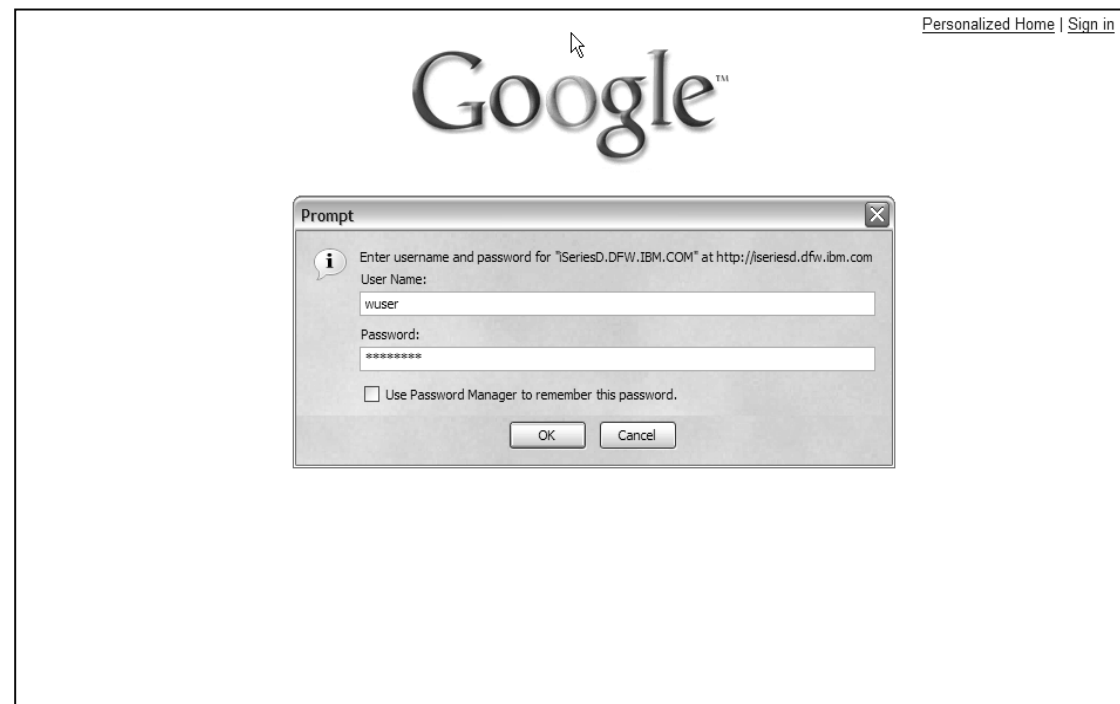 Personalized Home | Sign in
Google™
Prompt
Enter username and password for "iSeriesD.DFW.IBM.COM" at http://iseriesd.dfw.ibm.com
User Name:
wuser
Password:
********
Use Password Manager to remember this password.
OK Cancel